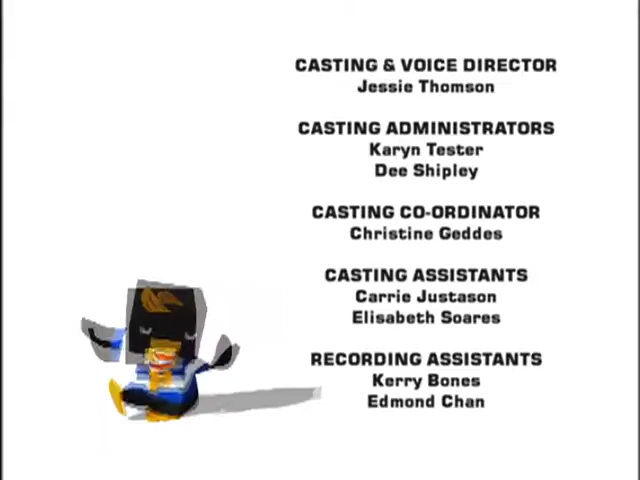 CASTING & VOICE DIRECTOR
Jessie Thomson
CASTING ADMINISTRATORS
Karyn Tester
Dee Shipley
CASTING CO-ORDINATOR
Christine Geddes
CASTING ASSISTANTS
Carrie Justason
Elisabeth Soares
RECORDING ASSISTANTS
Kerry Bones
Edmond Chan